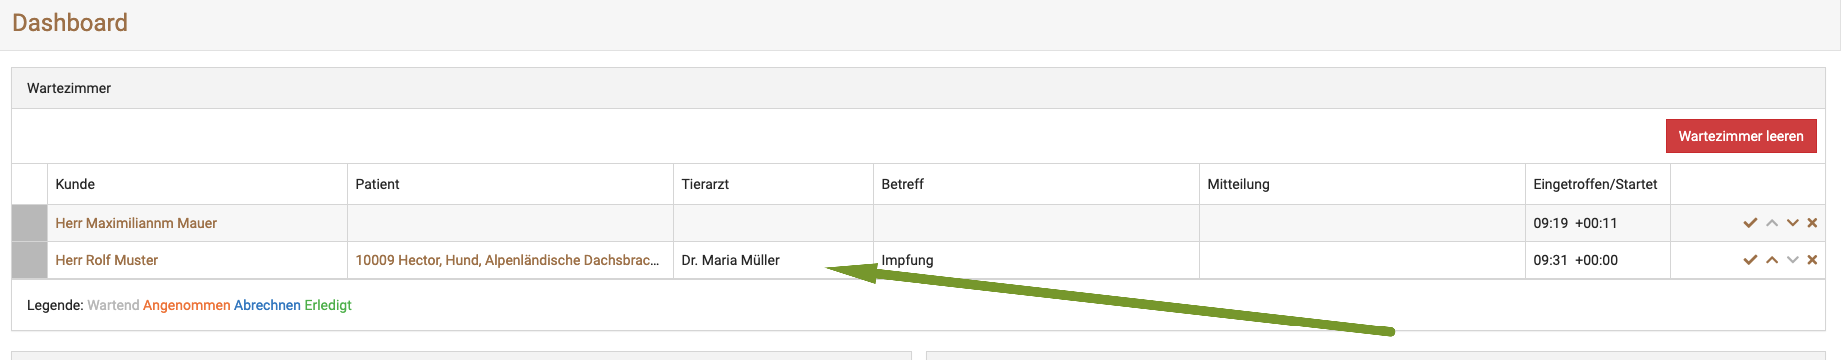 Dashboard
Wartezimmer
Wartezimmer leeren
Kunde Patient Tierarzt Betreff Mitteilung Eingetroffen/Startet
Herr Maximiliannm Mauer 09:19 +00:11
Herr Rolf Muster 10009 Hector, Hund, Alpenländische Dachsbrac... Dr. Maria Müller Impfung 09:31 +00:00
Legende: Wartend Angenommen Abrechnen Erledigt